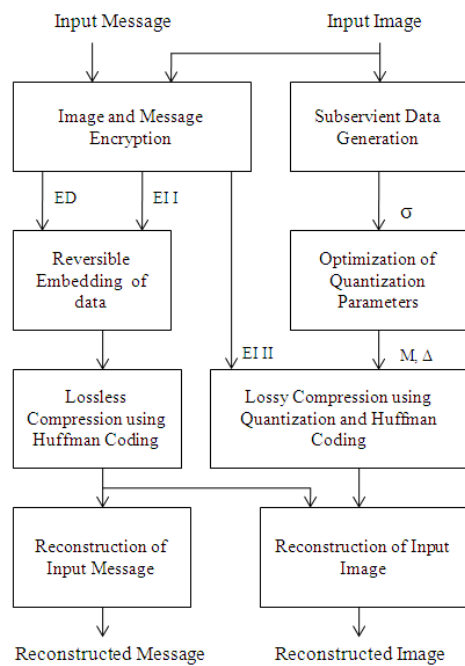 Input Message
Input Image
Image and Message
Encryption
Subservient Data
Generation
ED
EI I
σ
Reversible
Embedding of
data
Optimization of
Quantization
Parameters
EI II
M, Δ
Lossless
Compression using
Huffman Coding
Lossy Compression using
Quantization and Huffman
Coding
Reconstruction of
Input Message
Reconstruction of Input
Image
Reconstructed Message
Reconstructed Image